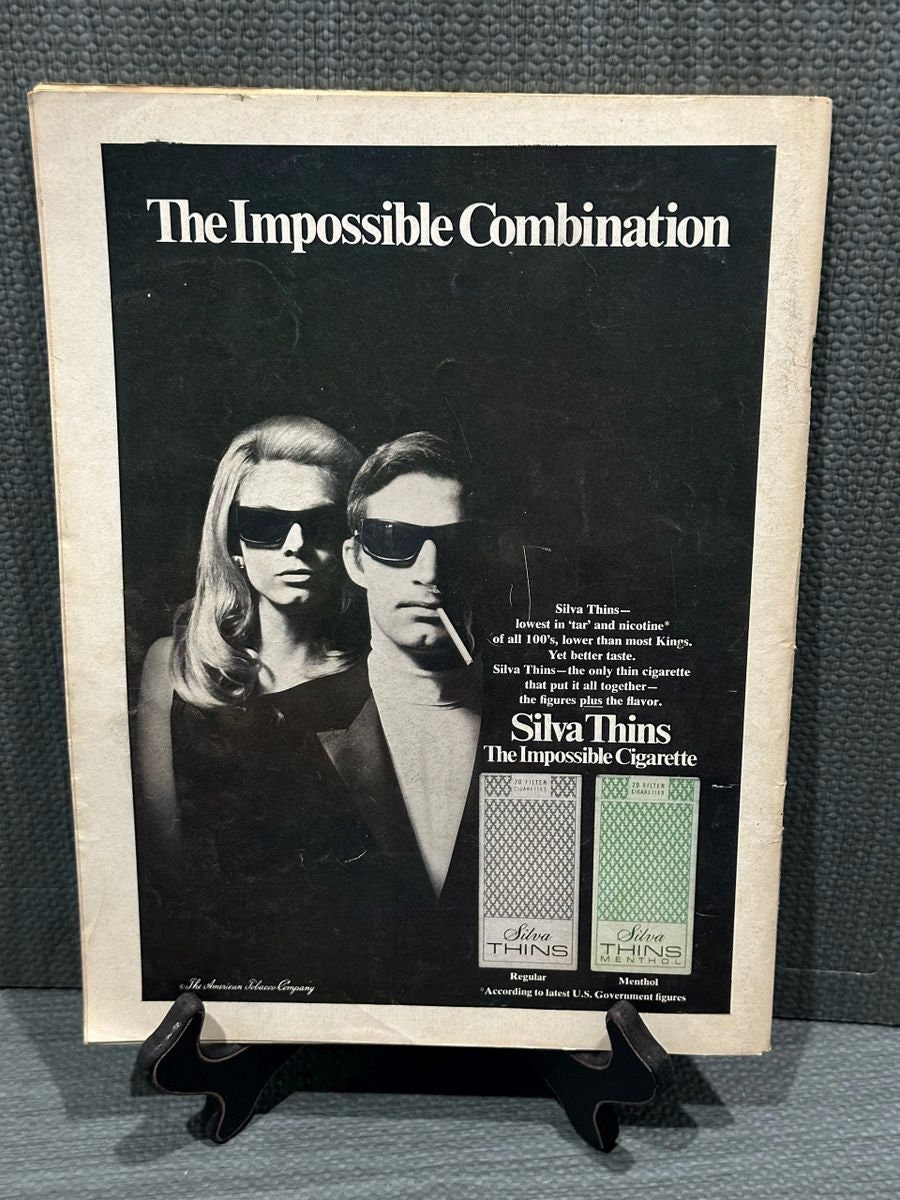 The Impossible Combination
Silva Thins—
lowest in ‘tar’ and nicotine*
of all 100's, lower than most Kings.
Yet better taste.
Silva Thins—the only thin cigarette
that put it all together—
the figures plus the flavor.
Silva Thins
The Impossible Cigarette
20 FILTER
CIGARETTES
Silva
THINS
Regular
20 FILTER
CIGARETTES
Silva
THINS
MENTHOL
Menthol
*According to latest U.S. Government figures
© The American Tobacco Company